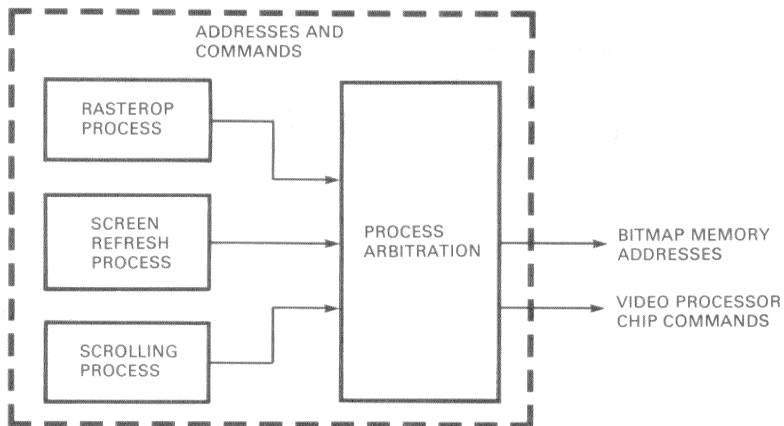 ADDRESSES AND
COMMANDS
RASTEROP
PROCESS
SCREEN
REFRESH
PROCESS
SCROLLING
PROCESS
PROCESS
ARBITRATION
BITMAP MEMORY
ADDRESSES
VIDEO PROCESSOR
CHIP COMMANDS